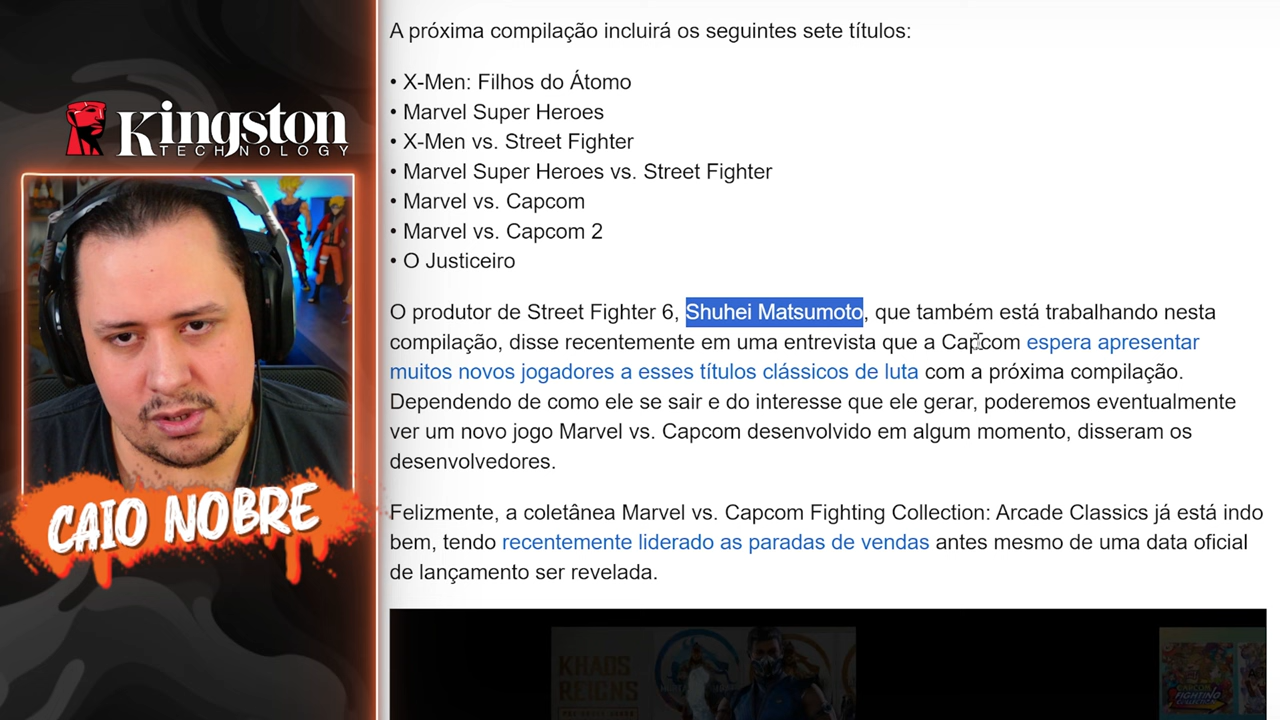 Kingston
TECHNOLOGY
CAIO NOBRE
A próxima compilação incluirá os seguintes sete títulos:
• X-Men: Filhos do Átomo
• Marvel Super Heroes
• X-Men vs. Street Fighter
• Marvel Super Heroes vs. Street Fighter
• Marvel vs. Capcom
• Marvel vs. Capcom 2
• O Justiceiro
O produtor de Street Fighter 6, Shuhei Matsumoto, que também está trabalhando nesta
compilação, disse recentemente em uma entrevista que a Capcom espera apresentar
muitos novos jogadores a esses títulos clássicos de luta com a próxima compilação.
Dependendo de como ele se sair e do interesse que ele gerar, poderemos eventualmente
ver um novo jogo Marvel vs. Capcom desenvolvido em algum momento, disseram os
desenvolvedores.
Felizmente, a coletânea Marvel vs. Capcom Fighting Collection: Arcade Classics já está indo
bem, tendo recentemente liderado as paradas de vendas antes mesmo de uma data oficial
de lançamento ser revelada.
KHAOS
REIGNS
CAPCOM
FIGHTING